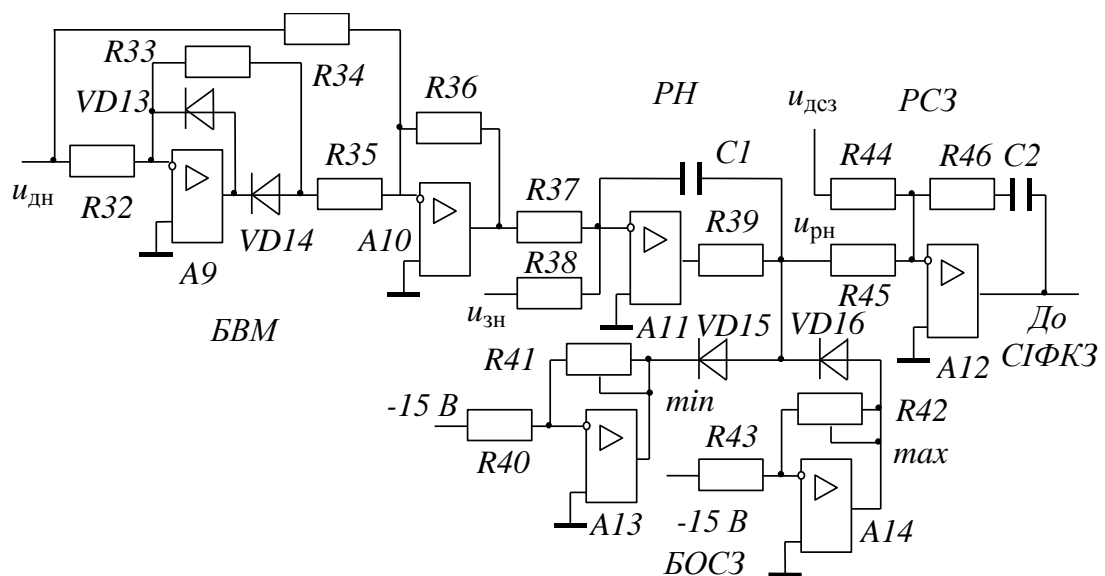 R33
R34
VD13
R36
PH
uдсз
PC3
C1
R35
R37
R44
R46
C2
uдн
R32
R39
uрн
VD14
A10
R38
R45
A9
uзн
A11
VD15
VD16
До
СІФКЗ
БВМ
A12
R41
-15 В
min
R42
R43
max
R40
A13
-15 В
A14
БОСЗ